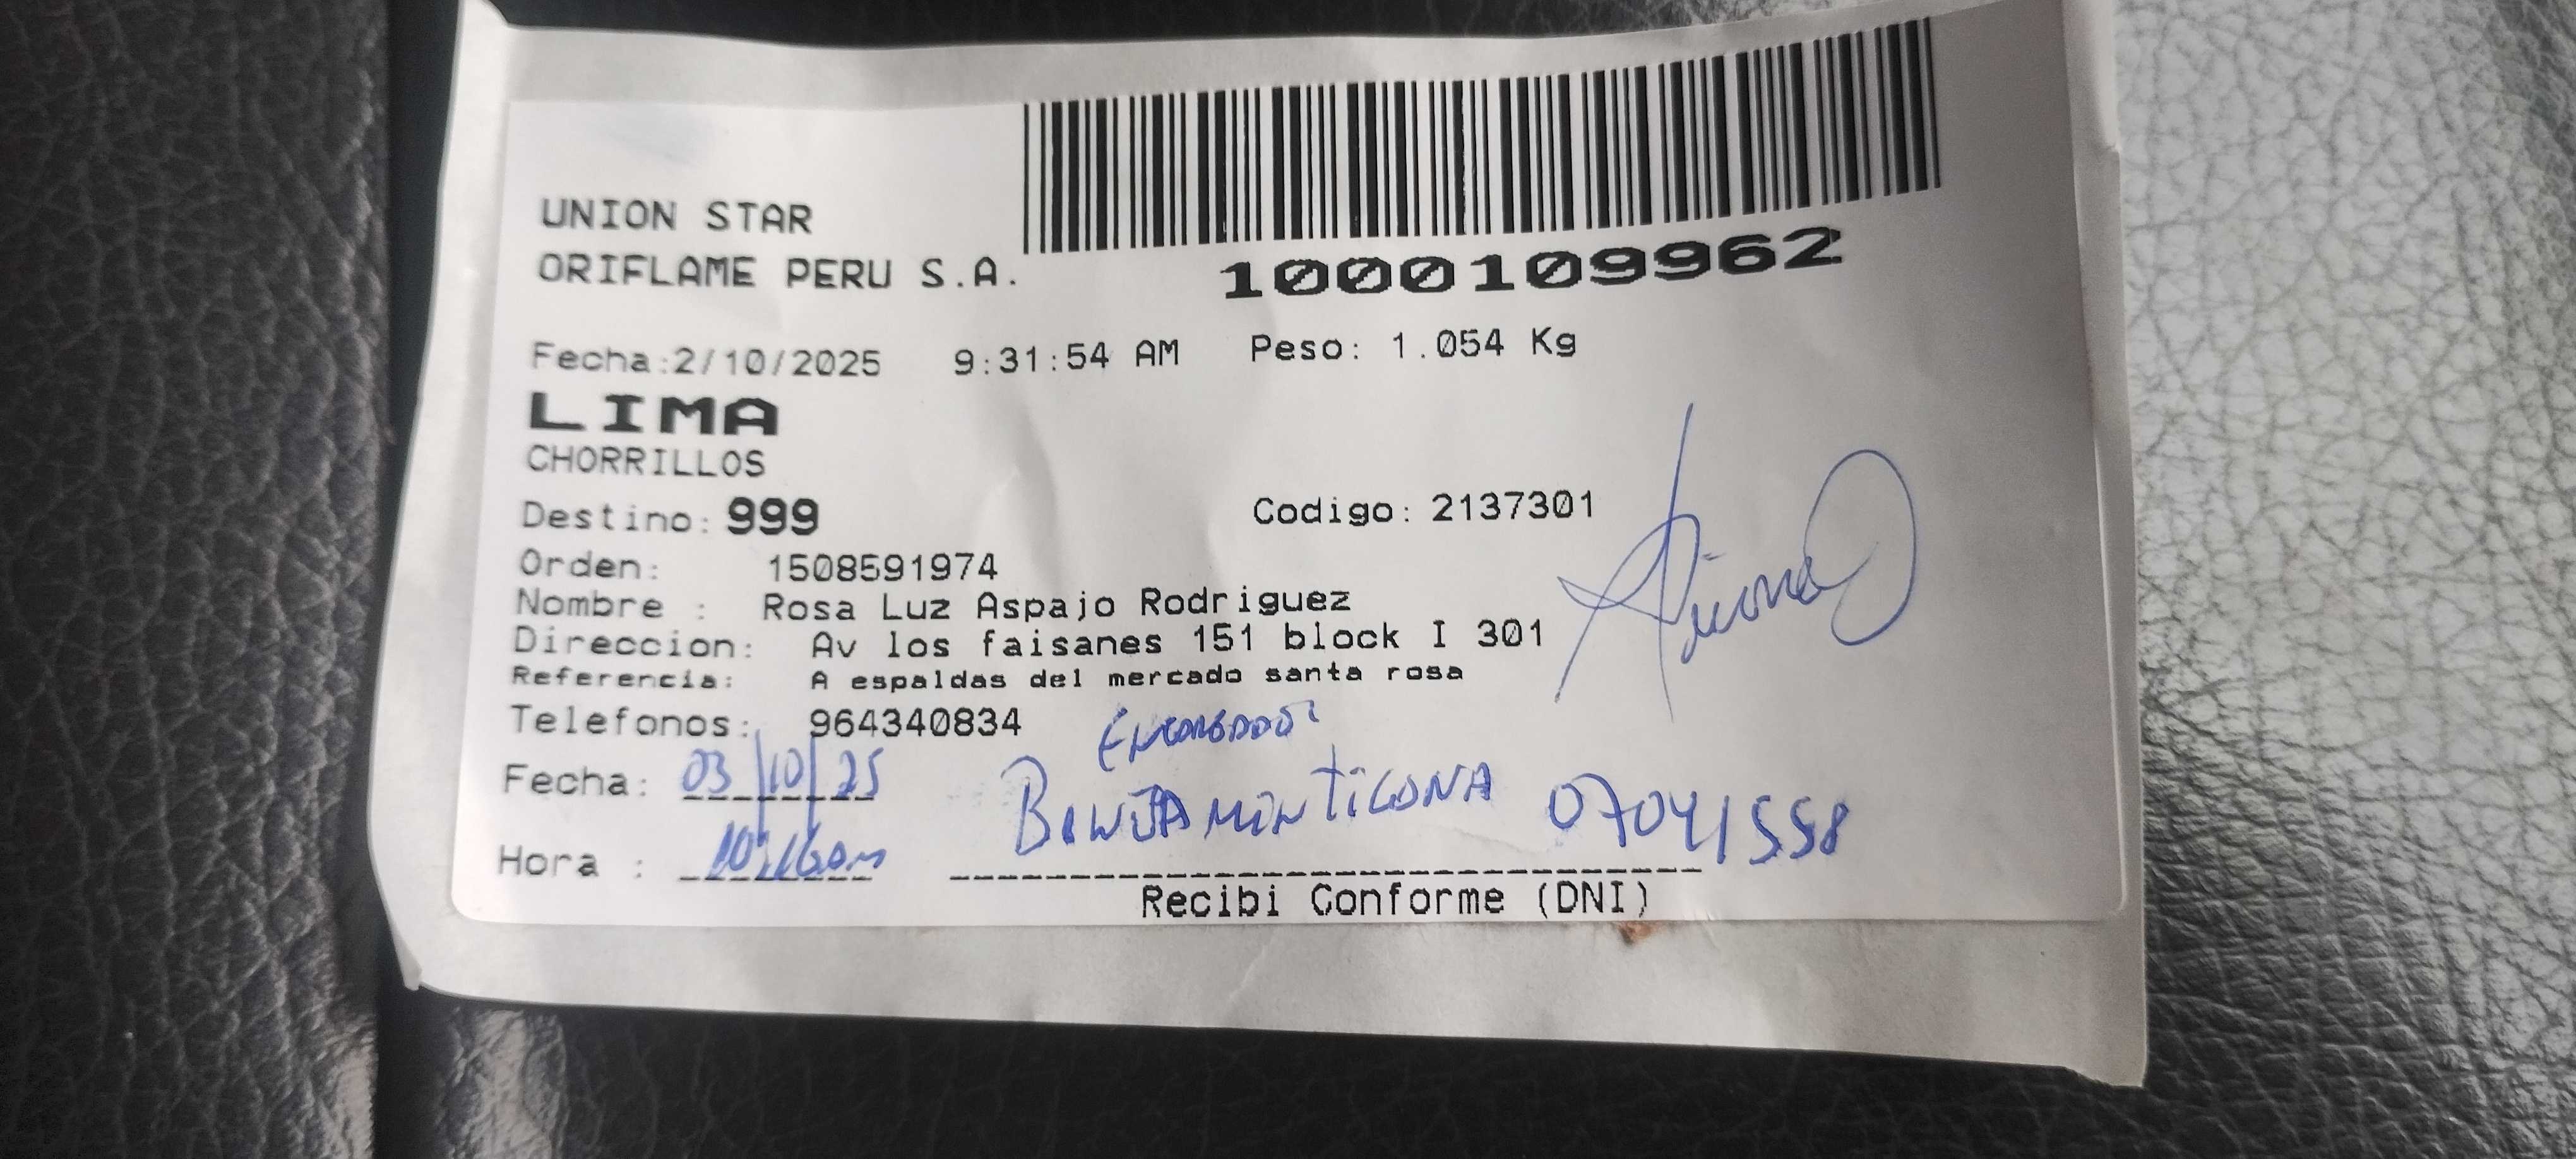 UNION STAR
ORIFLAME PERU S.A.
1000109962
Fecha:2/10/2025 9:31:54 AM Peso: 1.054 Kg
LIMA
CHORRILLOS
Destino: 999 Codigo: 2137301
Orden: 1508591974
Nombre : Rosa Luz Aspajo Rodriguez
Direccion: Av los faisanes 151 block I 301
Referencia: A espaldas del mercado santa rosa
Telefonos: 964340834
Fecha: 03/10/25
TICONA 07041558
Hora :
Recibi Conforme (DNI)